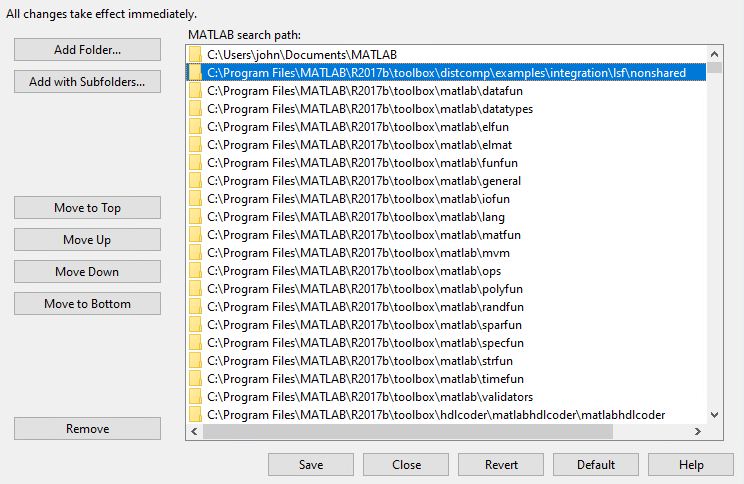 All changes take effect immediately.
MATLAB search path:
Add Folder...
Add with Subfolders...
Move to Top
Move Up
Move Down
Move to Bottom
Remove
C:\Users\john\Documents\MATLAB
C:\Program Files\MATLAB\R2017b\toolbox\distcomp\examples\integration\lsf\nonshared
C:\Program Files\MATLAB\R2017b\toolbox\matlab\datafun
C:\Program Files\MATLAB\R2017b\toolbox\matlab\datatypes
C:\Program Files\MATLAB\R2017b\toolbox\matlab\elfun
C:\Program Files\MATLAB\R2017b\toolbox\matlab\elmat
C:\Program Files\MATLAB\R2017b\toolbox\matlab\funfun
C:\Program Files\MATLAB\R2017b\toolbox\matlab\general
C:\Program Files\MATLAB\R2017b\toolbox\matlab\iofun
C:\Program Files\MATLAB\R2017b\toolbox\matlab\lang
C:\Program Files\MATLAB\R2017b\toolbox\matlab\matfun
C:\Program Files\MATLAB\R2017b\toolbox\matlab\mvm
C:\Program Files\MATLAB\R2017b\toolbox\matlab\ops
C:\Program Files\MATLAB\R2017b\toolbox\matlab\polyfun
C:\Program Files\MATLAB\R2017b\toolbox\matlab\randfun
C:\Program Files\MATLAB\R2017b\toolbox\matlab\sparfun
C:\Program Files\MATLAB\R2017b\toolbox\matlab\specfun
C:\Program Files\MATLAB\R2017b\toolbox\matlab\strfun
C:\Program Files\MATLAB\R2017b\toolbox\matlab\timefun
C:\Program Files\MATLAB\R2017b\toolbox\matlab\validators
C:\Program Files\MATLAB\R2017b\toolbox\hdlcoder\matlabhdlcoder\matlabhdlcoder
Save
Close
Revert
Default
Help